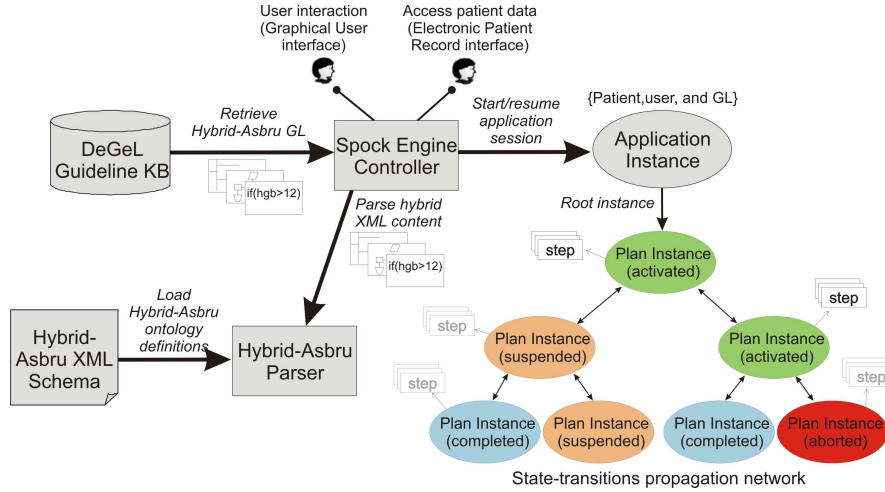 User interaction
(Graphical User
interface)
Access patient data
(Electronic Patient
Record interface)
Retrieve
Hybrid-Asbru GL
Start/resume
application
session
{Patient,user, and GL}
DeGeL
Guideline KB
if(hgb>12)
Spock Engine
Controller
Application
Instance
Parse hybrid
XML content
if(hgb>12)
Root instance
step
Plan Instance
(activated)
step
Load
Hybrid-Asbru
ontology
definitions
Hybrid-
Asbru XML
Schema
Hybrid-Asbru
Parser
step
Plan Instance
(suspended)
Plan Instance
(activated)
step
step
Plan Instance
(completed)
Plan Instance
(suspended)
Plan Instance
(completed)
Plan Instance
(aborted)
State-transitions propagation network